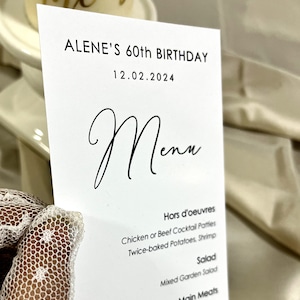 ALENE'S 60th BIRTHDAY
12.02.2024
Menu
Hors d'oeuvres
Chicken or Beef Cocktail Patties
Twice-baked Potatoes, Shrimp
Salad
Mixed Garden Salad
Main Meats